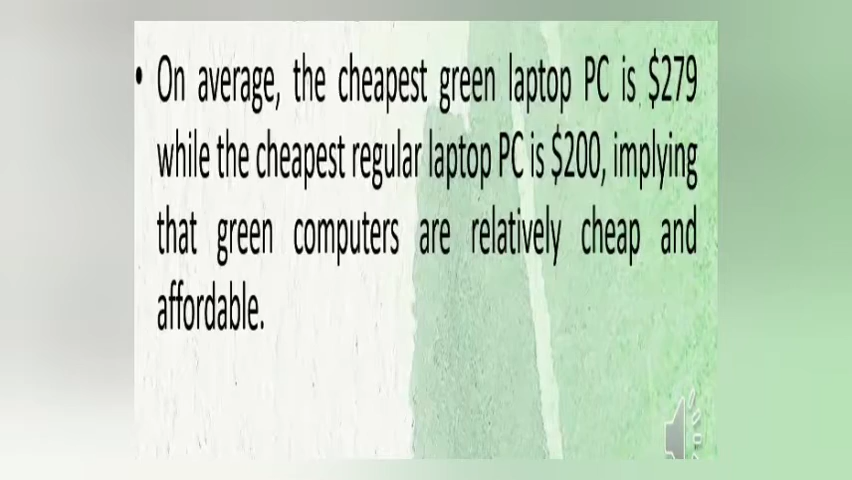 • On average, the cheapest green laptop PC is $279
while the cheapest regular laptop PC is $200, implying
that green computers are relatively cheap and
affordable.